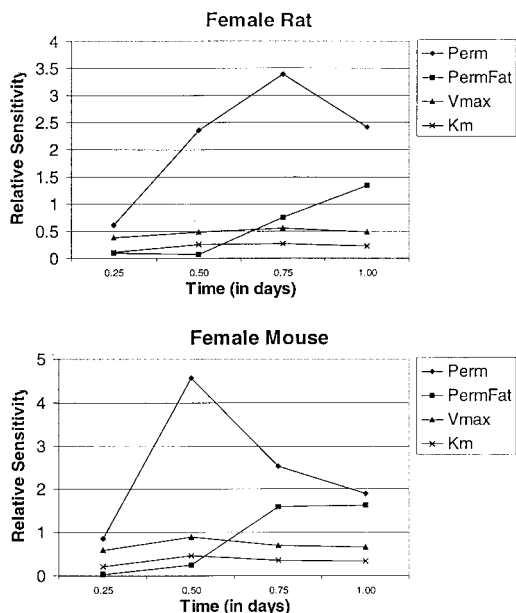 Female Rat
Relative Sensitivity
4
3.5
3
2.5
2
1.5
1
0.5
0
0.25 0.50 0.75 1.00
Time (in days)
Perm
PermFat
Vmax
Km
Female Mouse
Relative Sensitivity
5
4
3
2
1
0
0.25 0.50 0.75 1.00
Time (in days)
Perm
PermFat
Vmax
Km